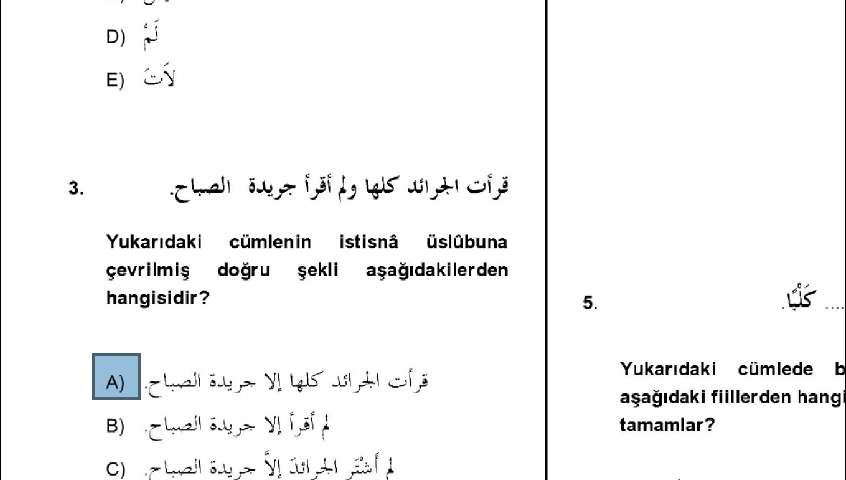 D) لَمْ
E) لاَتَ
3. قرأت الجرائد كلها ولم أقرأ جريدة الصباح.
Yukarıdaki cümlenin istisnâ üslûbuna
çevrilmiş doğru şekli aşağıdakilerden
hangisidir?
A) قرأت الجرائد كلها إلا جريدة الصباح.
B) لم أقرأ إلا جريدة الصباح.
C) لم أَشْتَرِ الجرائدَ إلاَّ جريدة الصباح.
5. .... كَلْبًا.
Yukarıdaki cümlede b
aşağıdaki fiillerden hangi
tamamlar?